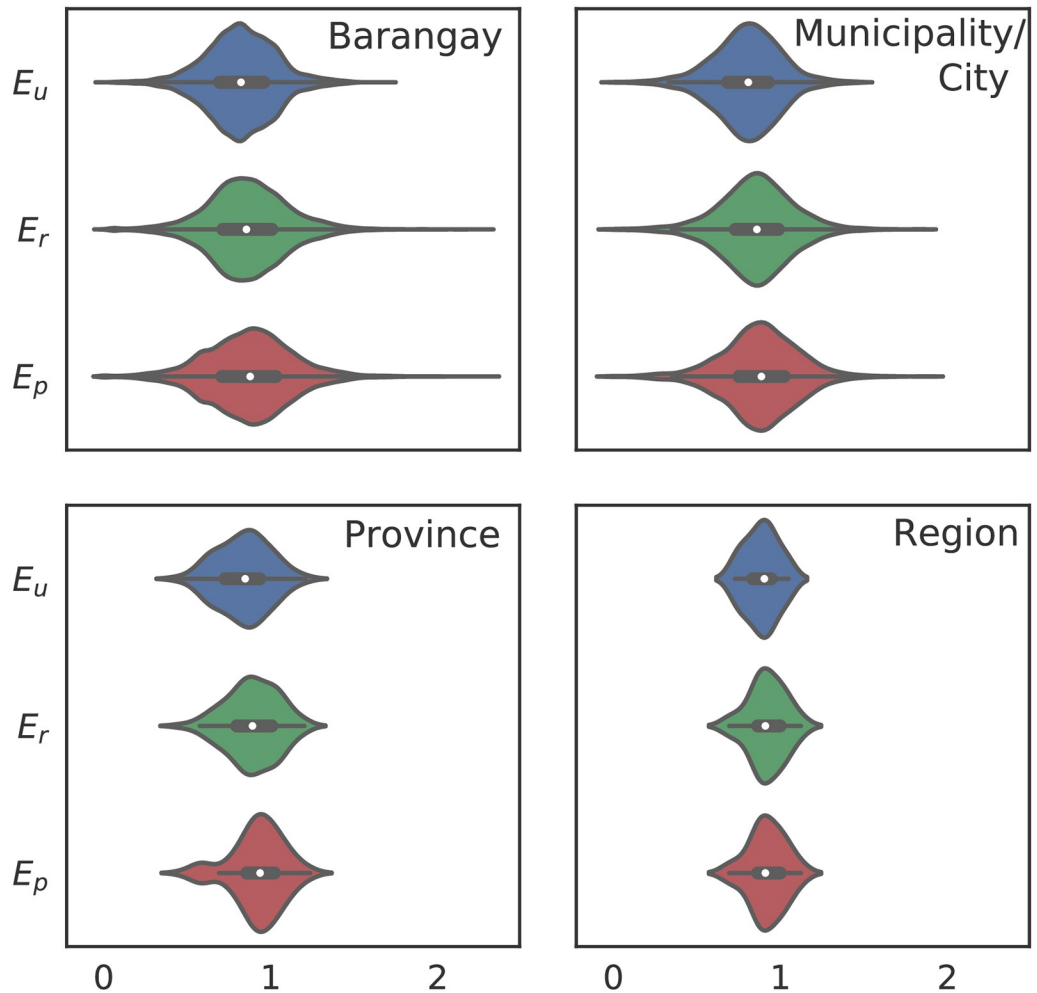 Barangay
Municipality/
City
E_u
E_r
E_p
Province
Region
E_u
E_r
E_p
0 1 2 0 1 2